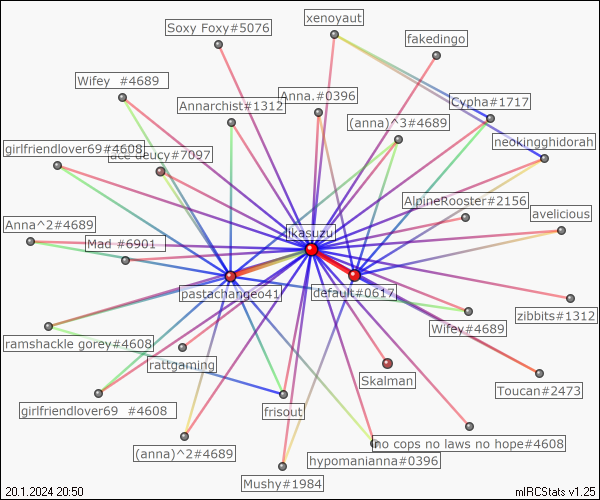 xenoyaut
Soxy Foxy#5076
fakedingo
Wifey #4689
Anna.#0396
Annarchist#1312
Cypha#1717
(anna)^3#4689
neokingghidorah
girlfriendlover69#4608
ace deucy#7097
AlpineRooster#2156
avelicious
Anna^2#4689
Mad #6901
jkasuzu
pastachangeo41
default#0617
zibbits#1312
Wifey#4689
ramshackle gorey#4608
rattgaming
Skalman
Toucan#2473
girlfriendlover69 #4608
frisout
no cops no laws no hope#4608
(anna)^2#4689
hypomanianna#0396
Mushy#1984
20.1.2024 20:50
mIRCStats v1.25